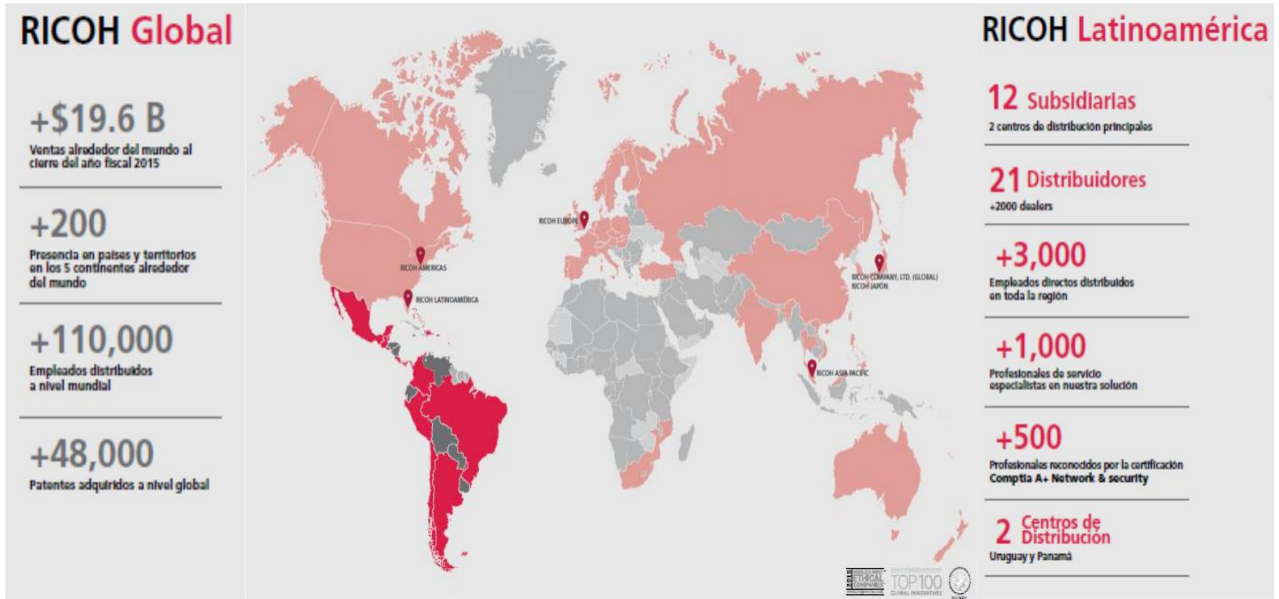 RICOH Global
+$19.6 B
Ventas alrededor del mundo al
cierre del año fiscal 2015
+200
Presencia en países y territorios
en los 5 continentes alrededor
del mundo
+110,000
Empleados distribuidos
a nivel mundial
+48,000
Patentes adquiridos a nivel global
RICOH EUROPE
RICOH AMERICAS
RICOH LATINOAMÉRICA
RICOH COMPANY, LTD. (GLOBAL)
RICOH JAPÓN
RICOH ASIA PACIFIC
ETHICAL
TOP 100
GLOBAL INNOVATORS
RICOH Latinoamérica
12 Subsidiarias
2 centros de distribución principales
21 Distribuidores
+2000 dealers
+3,000
Empleados directos distribuidos
en toda la región
+1,000
Profesionales de servicio
especialistas en nuestra solución
+500
Profesionales reconocidos por la certificación
Comptia A+ Network & security
2 Centros de
Distribución
Uruguay y Panamá